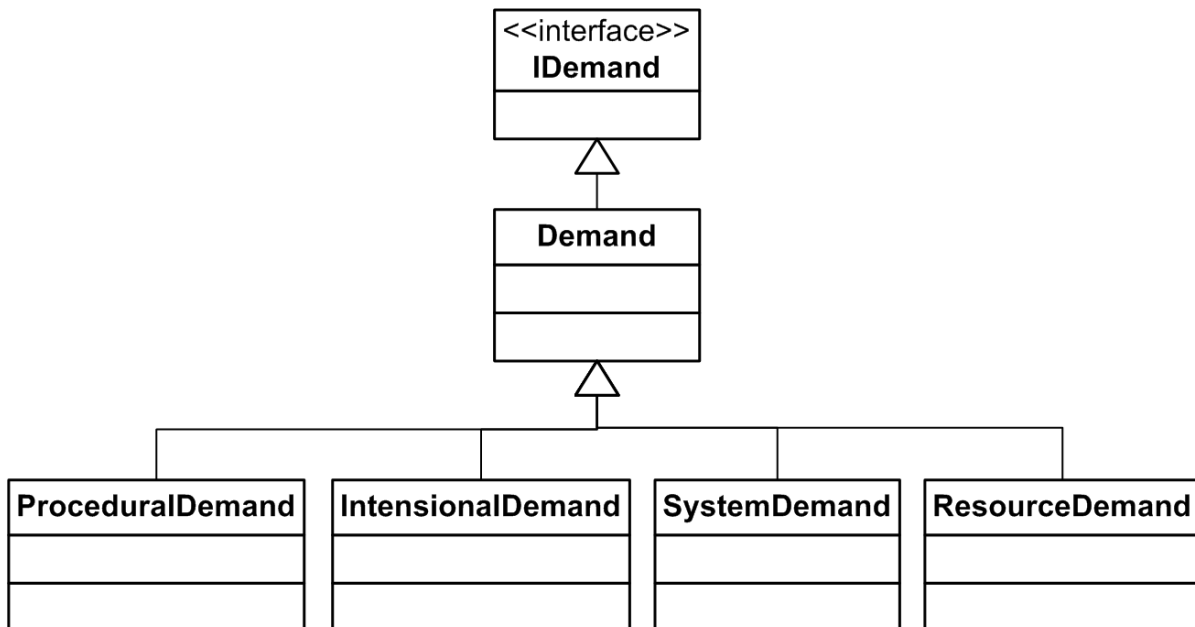 <<interface>>
IDemand
Demand
ProceduralDemand
IntensionalDemand
SystemDemand
ResourceDemand